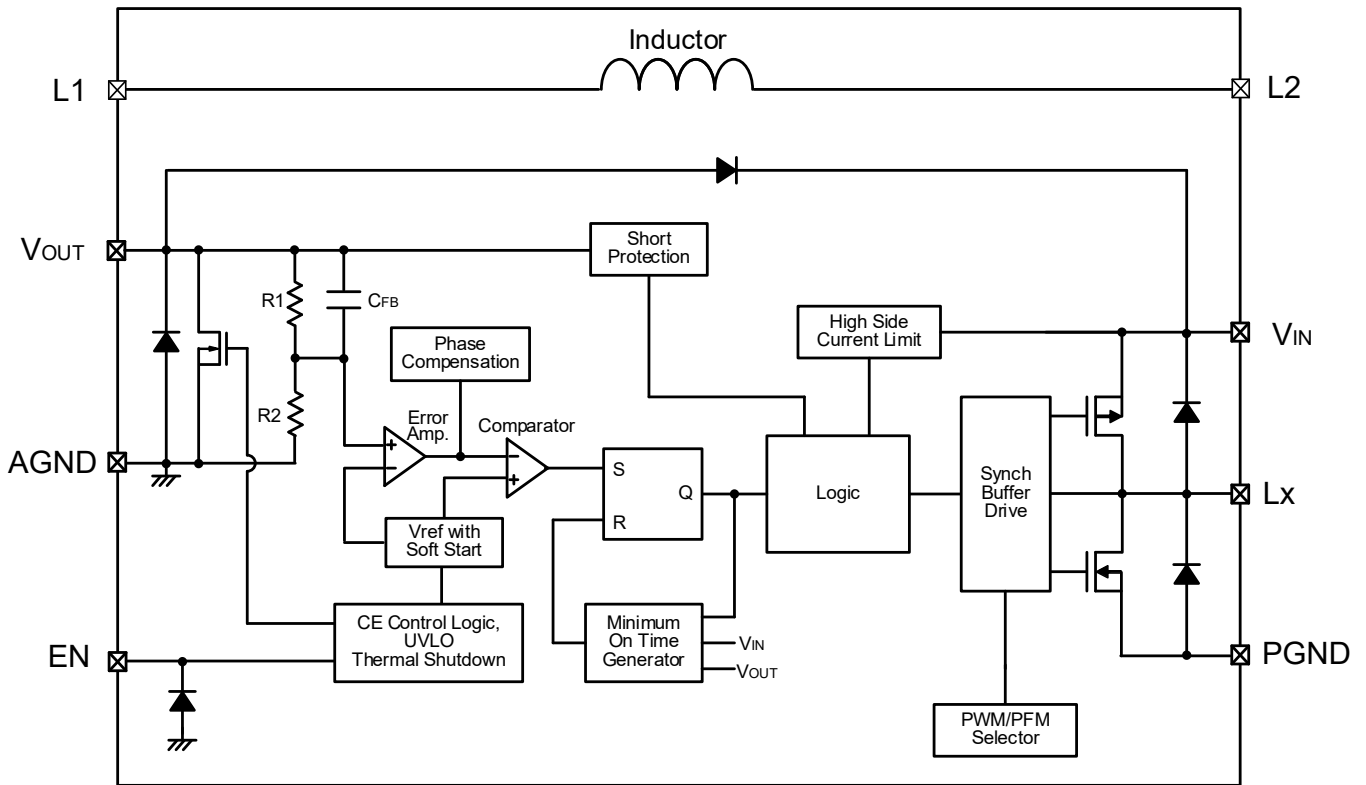 Inductor
L1
L2
VOUT
Short
Protection
R1
CFB
High Side
Current Limit
VIN
Phase
Compensation
R2
Error
Amp.
Comparator
AGND
+
−
−
+
S
Q
R
Logic
Synch
Buffer
Drive
Lx
Vref with
Soft Start
CE Control Logic,
UVLO
Thermal Shutdown
Minimum
On Time
Generator
VIN
VOUT
EN
PGND
PWM/PFM
Selector